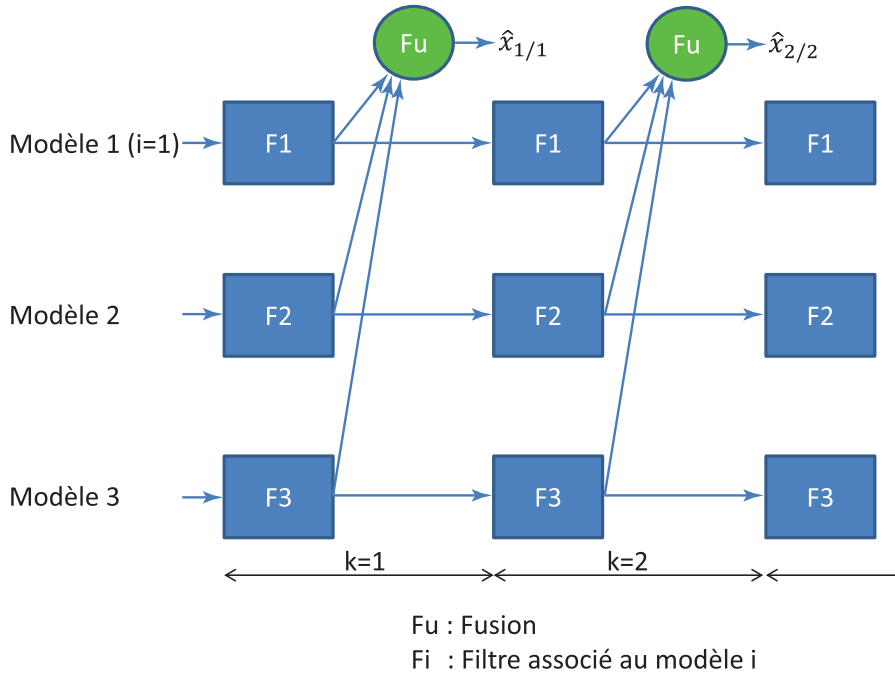 Fu
x̂1/1
Fu
x̂2/2
Modèle 1 (i=1)
F1
F1
F1
Modèle 2
F2
F2
F2
Modèle 3
F3
F3
F3
k=1
k=2
Fu : Fusion
Fi : Filtre associé au modèle i